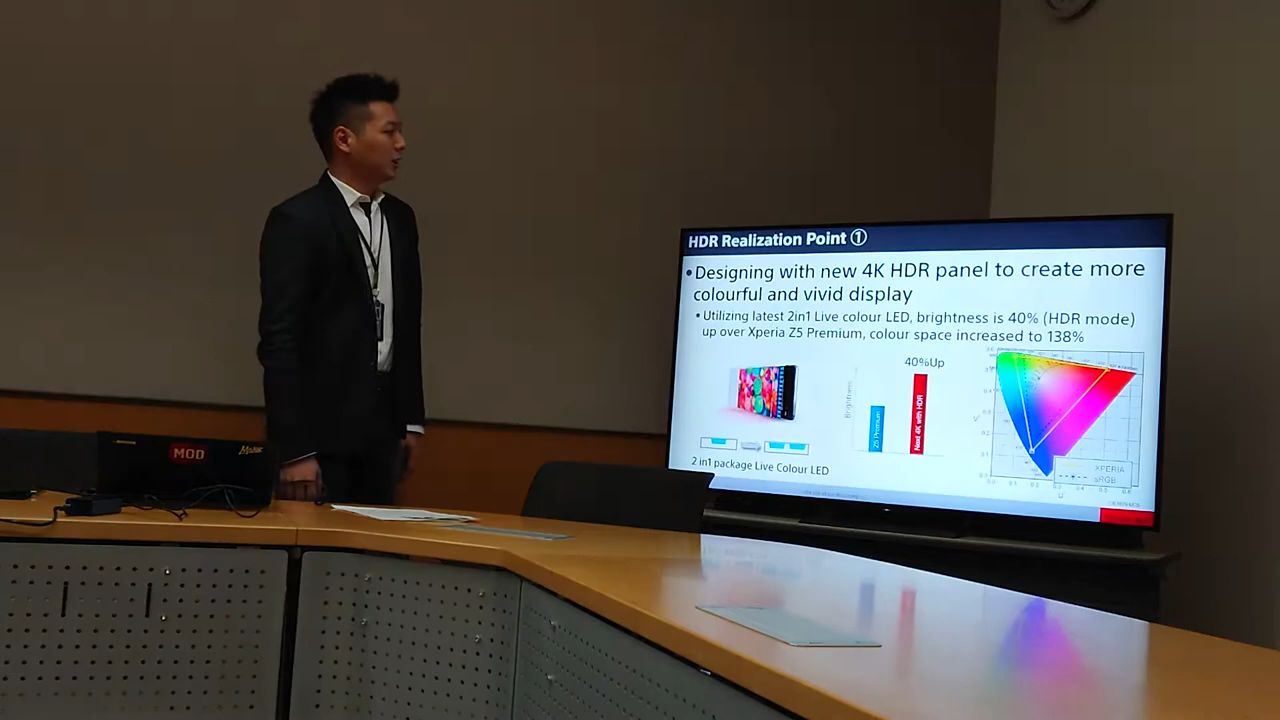 HDR Realization Point ①
•Designing with new 4K HDR panel to create more
colourful and vivid display
•Utilizing latest 2in1 Live colour LED, brightness is 40% (HDR mode)
up over Xperia Z5 Premium, colour space increased to 138%
40%Up
Brightness
Z5 Premium
Next 4K with HDR
XPERIA
sRGB
2 in1 package Live Colour LED
MOD